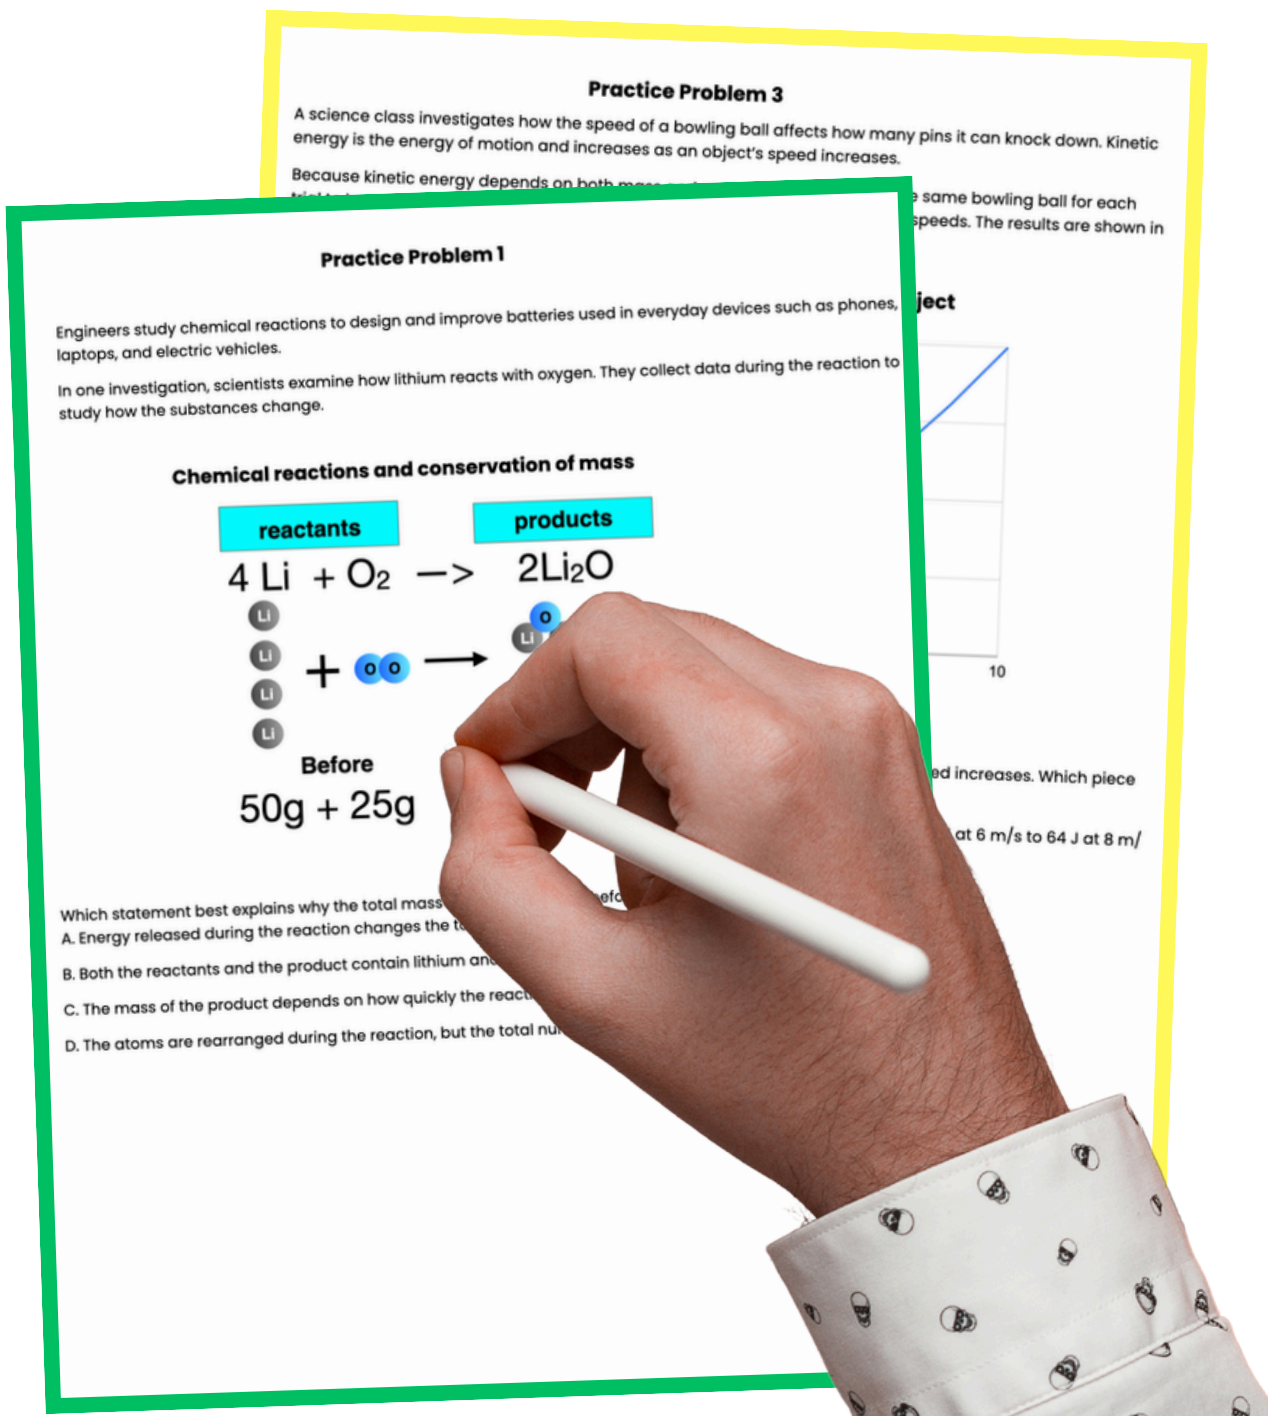 Practice Problem 3
A science class investigates how the speed of a bowling ball affects how many pins it can knock down. Kinetic
energy is the energy of motion and increases as an object's speed increases.
Because kinetic energy depends on both
same bowling ball for each
speeds. The results are shown in
10
increases. Which piece
at 6 m/s to 64 J at 8 m/
Practice Problem 1
Engineers study chemical reactions to design and improve batteries used in everyday devices such as phones,
laptops, and electric vehicles.
In one investigation, scientists examine how lithium reacts with oxygen. They collect data during the reaction to
study how the substances change.
Chemical reactions and conservation of mass
reactants products
4 Li + O₂ —> 2Li₂O
Li O
Li Li
+ O O
Li
Li
Before
50g + 25g
Which statement best explains why the total mass
A. Energy released during the reaction changes the
B. Both the reactants and the product contain lithium
C. The mass of the product depends on how quickly the
D. The atoms are rearranged during the reaction, but the total